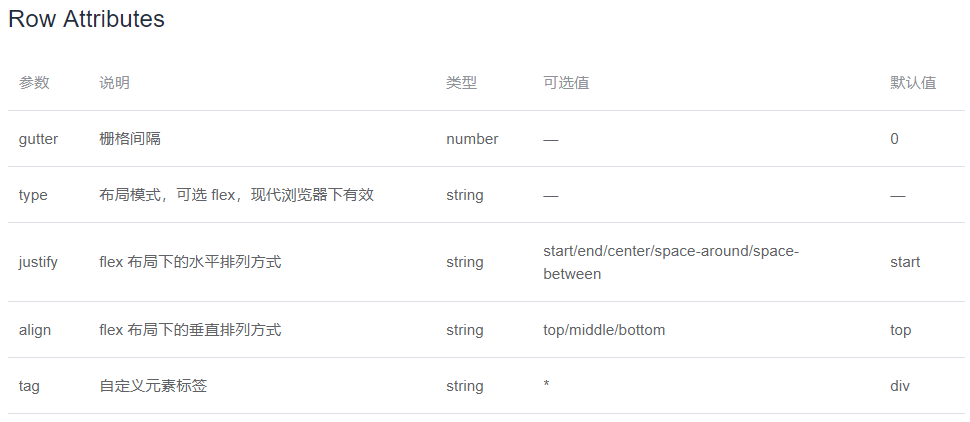 Row Attributes
参数 说明 类型 可选值 默认值
gutter 栅格间隔 number — 0
type 布局模式，可选 flex，现代浏览器下有效 string — —
justify flex 布局下的水平排列方式 string start/end/center/space-around/space-
between start
align flex 布局下的垂直排列方式 string top/middle/bottom top
tag 自定义元素标签 string * div